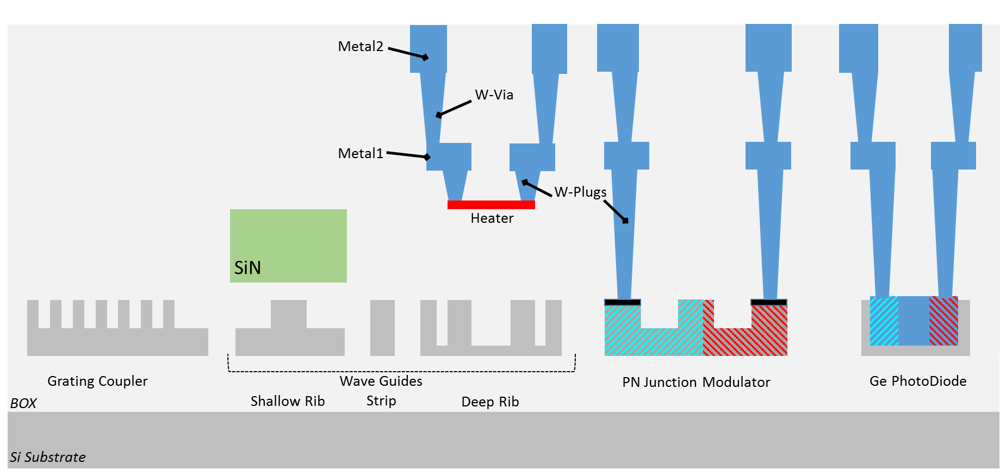 Metal2
W-Via
Metal1
W-Plugs
Heater
SiN
Grating Coupler
Wave Guides
PN Junction Modulator
Ge PhotoDiode
Shallow Rib
Strip
Deep Rib
BOX
Si Substrate